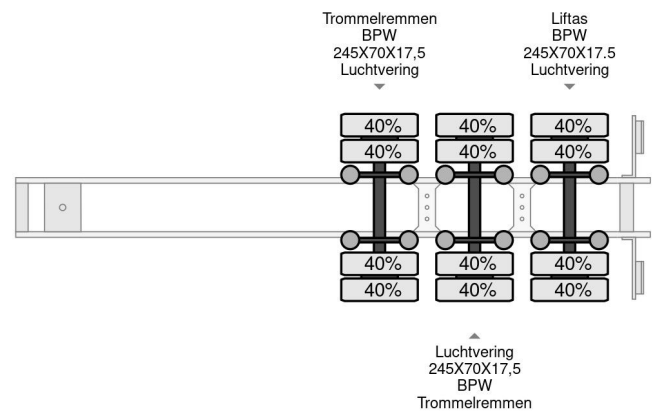 Trommelremmen
BPW
245X70X17,5
Luchtvering
Liftas
BPW
245X70X17.5
Luchtvering
40% 40% 40%
40% 40% 40%
40% 40% 40%
40% 40% 40%
Luchtvering
245X70X17,5
BPW
Trommelremmen